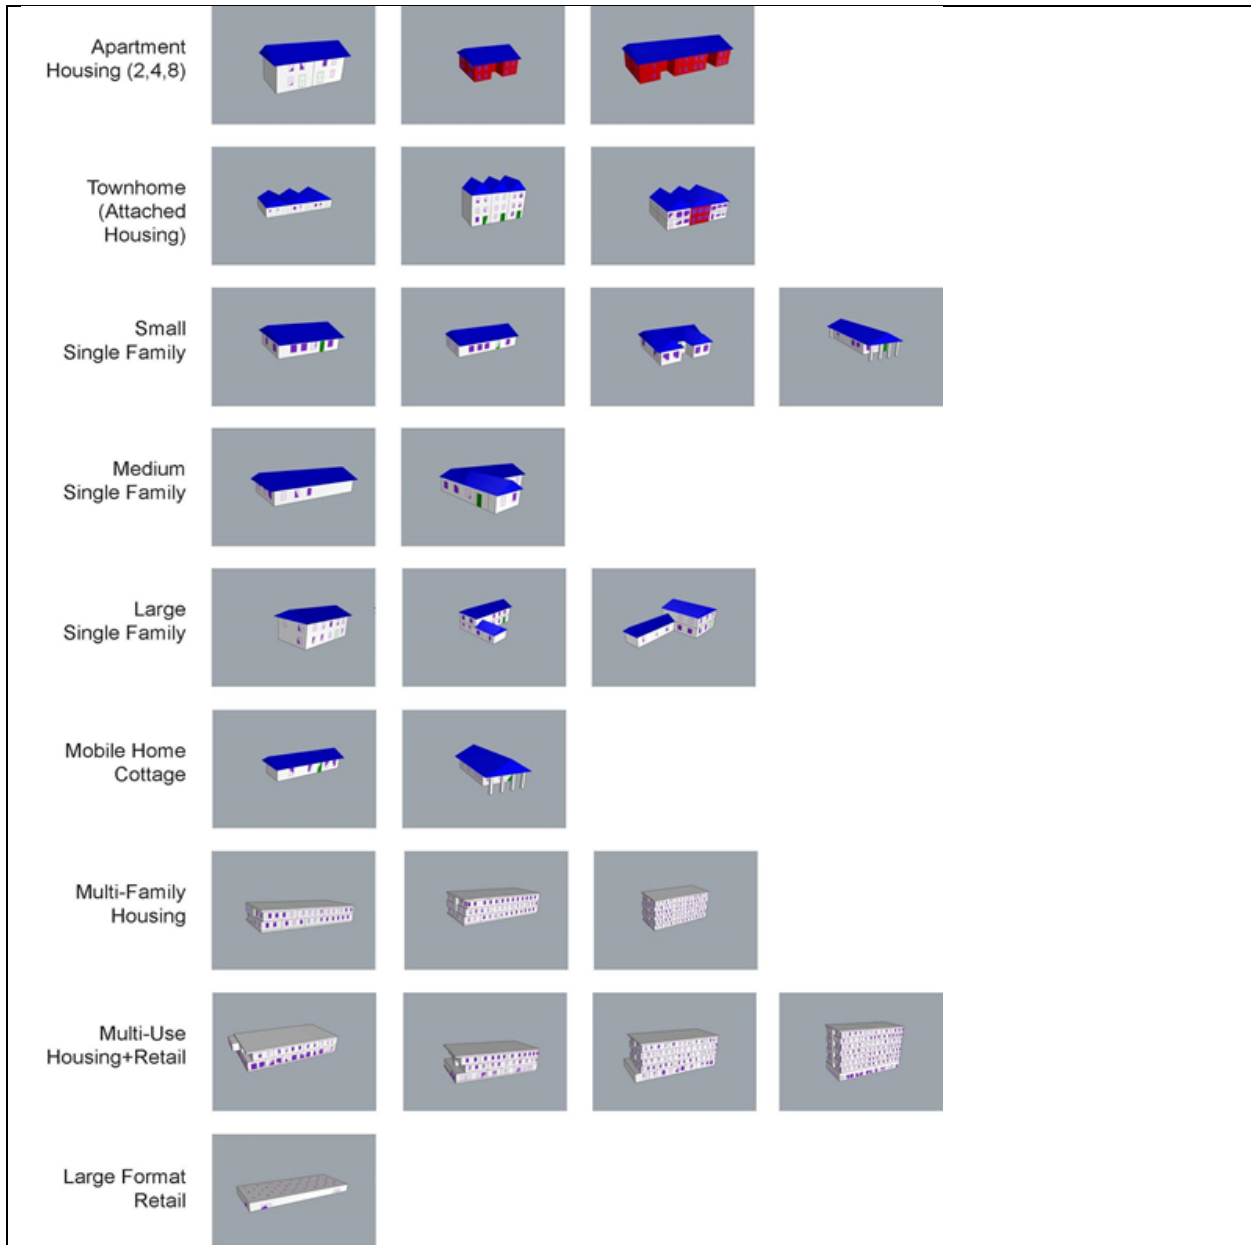 Apartment
Housing (2,4,8)
Townhome
(Attached
Housing)
Small
Single Family
Medium
Single Family
Large
Single Family
Mobile Home
Cottage
Multi-Family
Housing
Multi-Use
Housing+Retail
Large Format
Retail